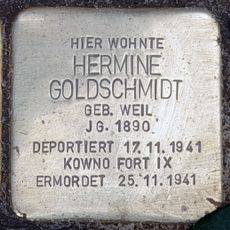 HIER WOHNTE
HERMINE
GOLDSCHMIDT
GEB. WEIL
JG. 1890
DEPORTIERT 17.11.1941
KOWNO FORT IX
ERMORDET 25.11.1941